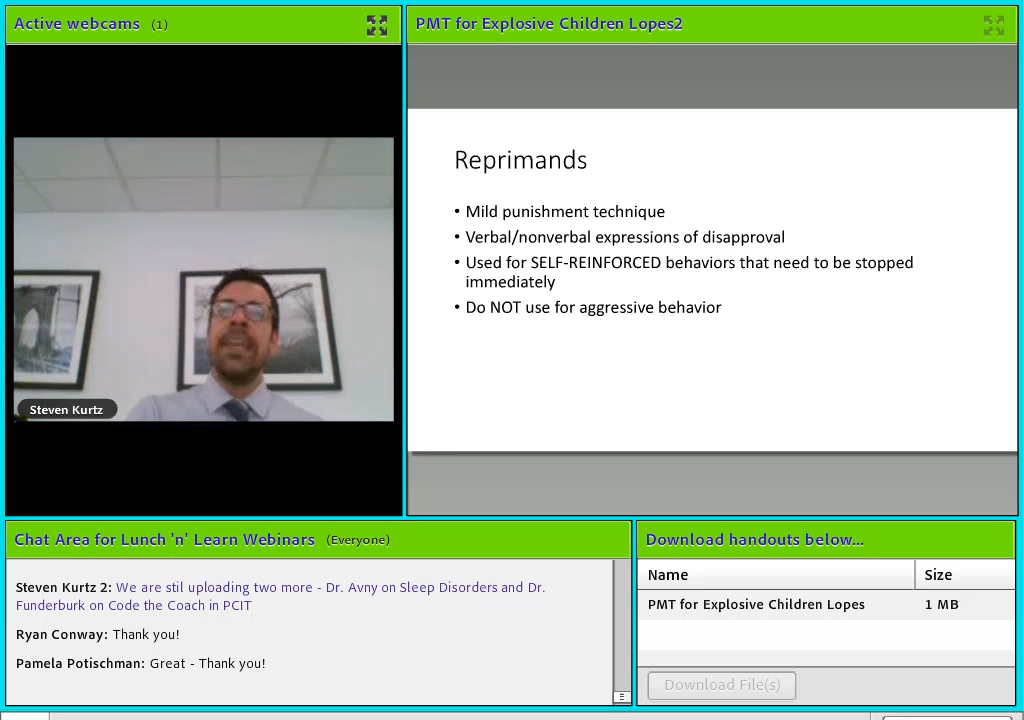 Active webcams (1)
PMT for Explosive Children Lopes2
Reprimands
• Mild punishment technique
• Verbal/nonverbal expressions of disapproval
• Used for SELF-REINFORCED behaviors that need to be stopped
immediately
• Do NOT use for aggressive behavior
Steven Kurtz
Chat Area for Lunch 'n' Learn Webinars (Everyone)
Steven Kurtz 2: We are stil uploading two more - Dr. Avny on Sleep Disorders and Dr.
Funderburk on Code the Coach in PCIT
Ryan Conway: Thank you!
Pamela Potischman: Great - Thank you!
Download handouts below...
Name Size
PMT for Explosive Children Lopes 1 MB
Download File(s)